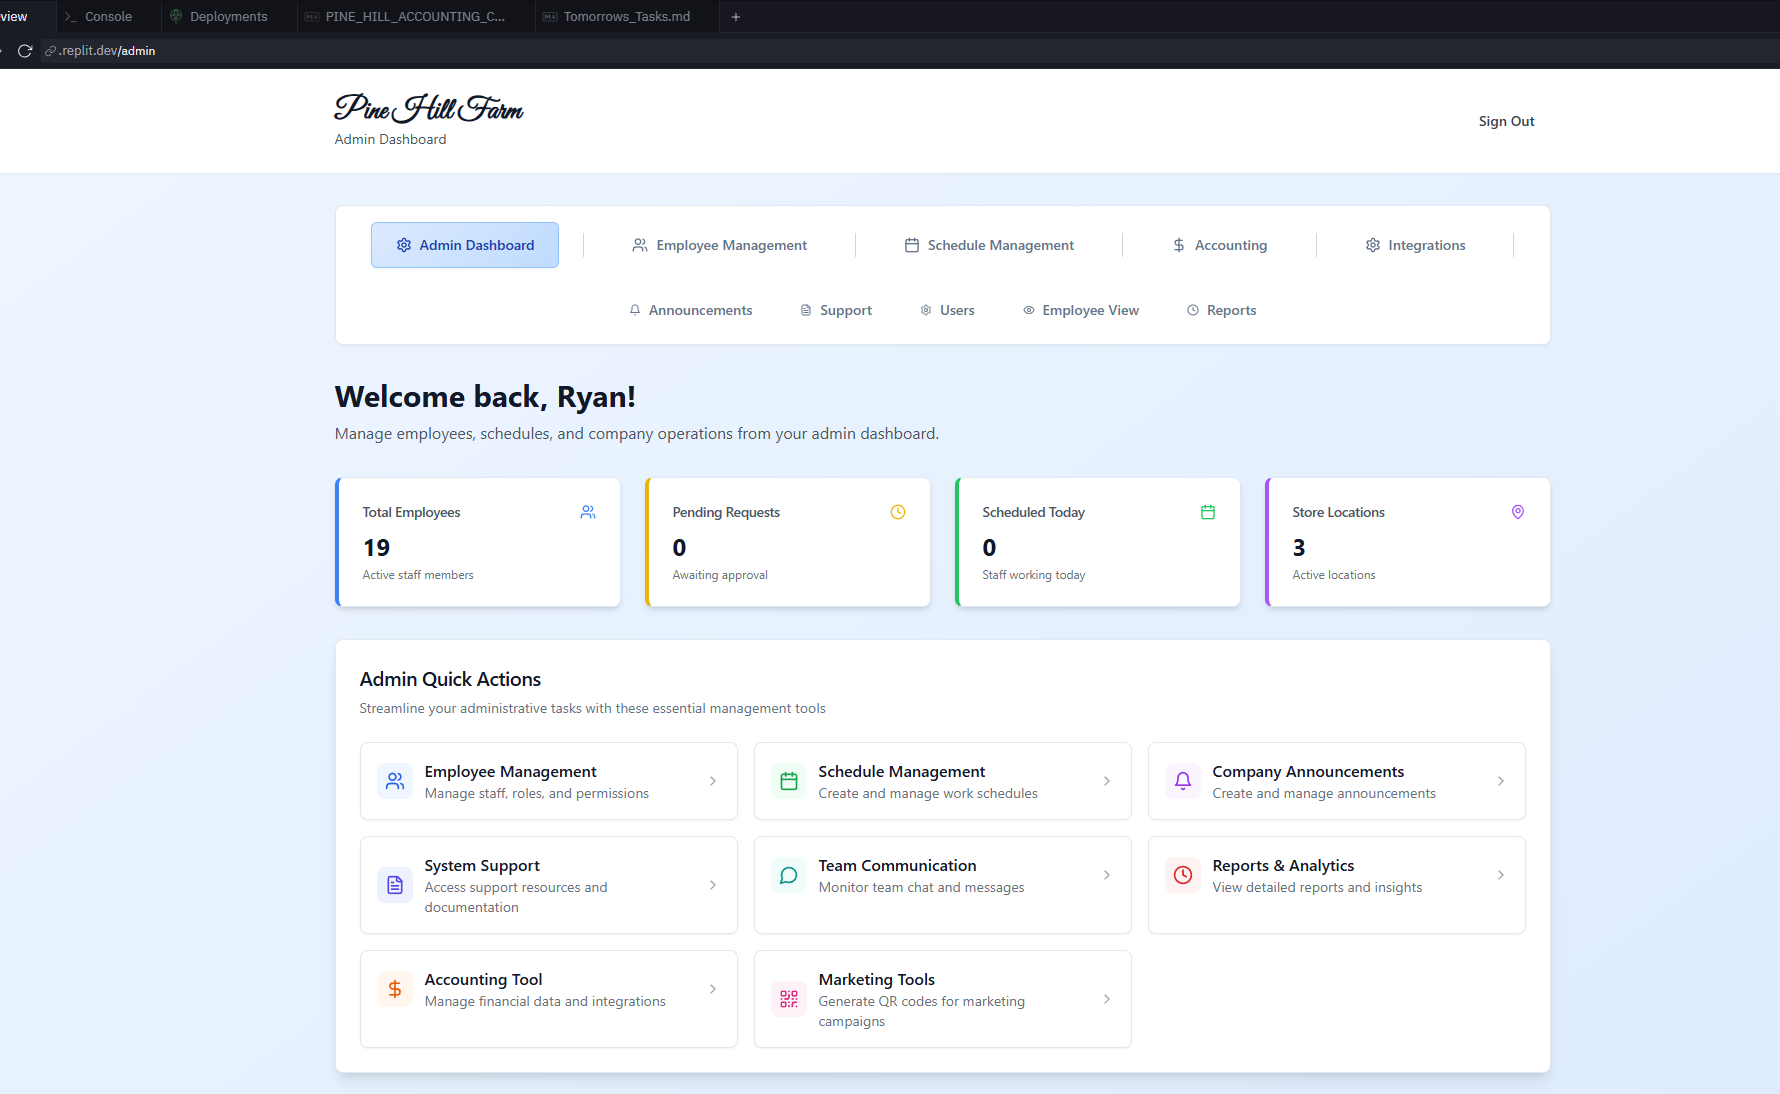 view
Console
Deployments
PINE_HILL_ACCOUNTING_C...
Tomorrows_Tasks.md
.replit.dev/admin
Pine Hill Farm
Admin Dashboard
Sign Out
Admin Dashboard
Employee Management
Schedule Management
Accounting
Integrations
Announcements
Support
Users
Employee View
Reports
Welcome back, Ryan!
Manage employees, schedules, and company operations from your admin dashboard.
Total Employees
19
Active staff members
Pending Requests
0
Awaiting approval
Scheduled Today
0
Staff working today
Store Locations
3
Active locations
Admin Quick Actions
Streamline your administrative tasks with these essential management tools
Employee Management
Manage staff, roles, and permissions
Schedule Management
Create and manage work schedules
Company Announcements
Create and manage announcements
System Support
Access support resources and
documentation
Team Communication
Monitor team chat and messages
Reports & Analytics
View detailed reports and insights
Accounting Tool
Manage financial data and integrations
Marketing Tools
Generate QR codes for marketing
campaigns